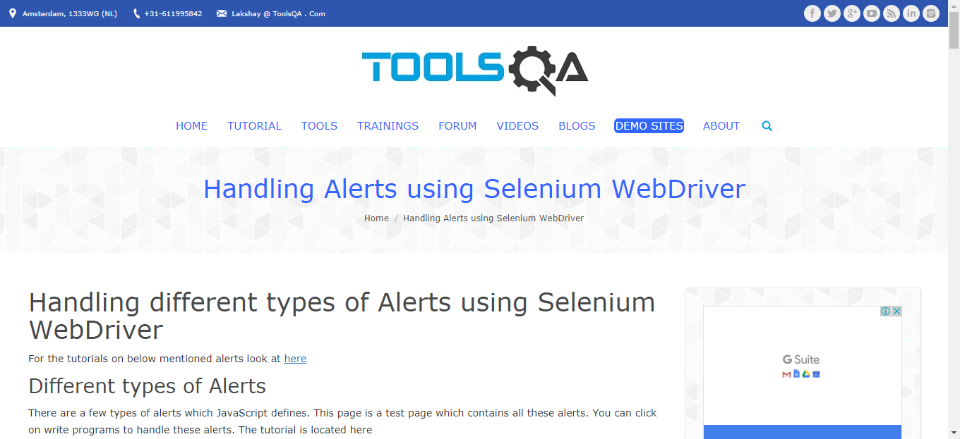 Amsterdam, 1333WG (NL) +31-611995842 Lakshay @ ToolsQA . Com
TOOLSQA
HOME TUTORIAL TOOLS TRAININGS FORUM VIDEOS BLOGS DEMO SITES ABOUT
Handling Alerts using Selenium WebDriver
Home / Handling Alerts using Selenium WebDriver
Handling different types of Alerts using Selenium
WebDriver
For the tutorials on below mentioned alerts look at here
Different types of Alerts
There are a few types of alerts which JavaScript defines. This page is a test page which contains all these alerts. You can click
on write programs to handle these alerts. The tutorial is located here
G Suite